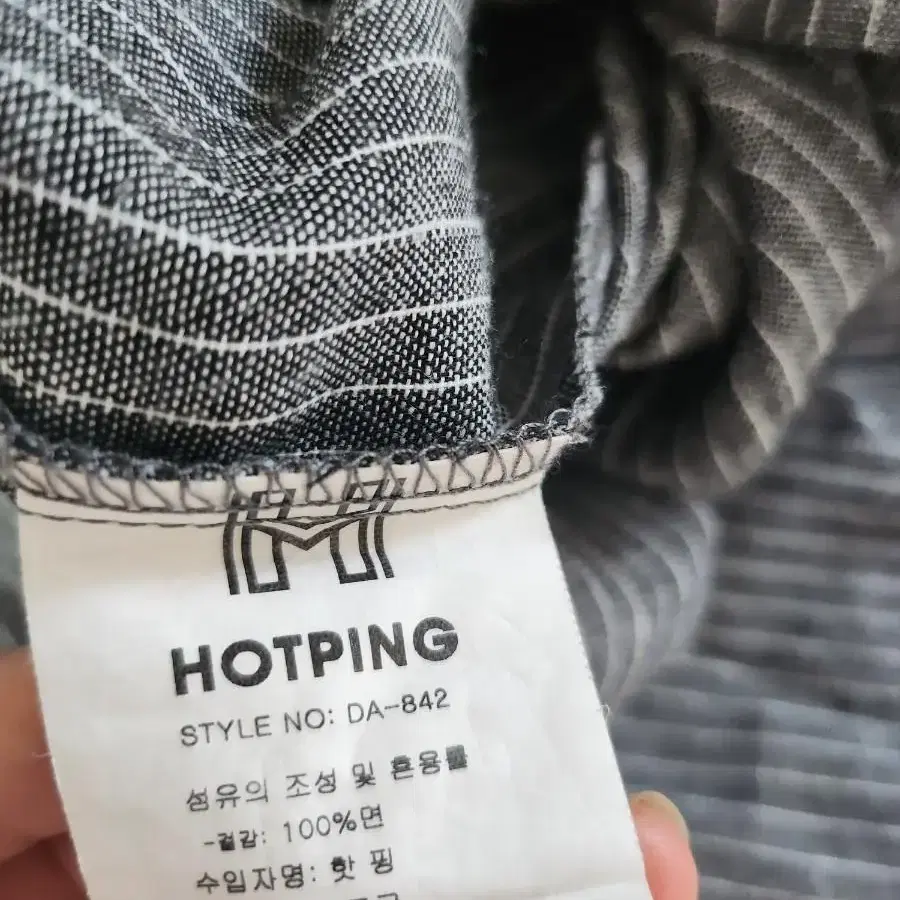 HOTPING
STYLE NO: DA-842
섬유의 조성 및 혼용률
-겉감: 100%면
수입자명: 핫 핑